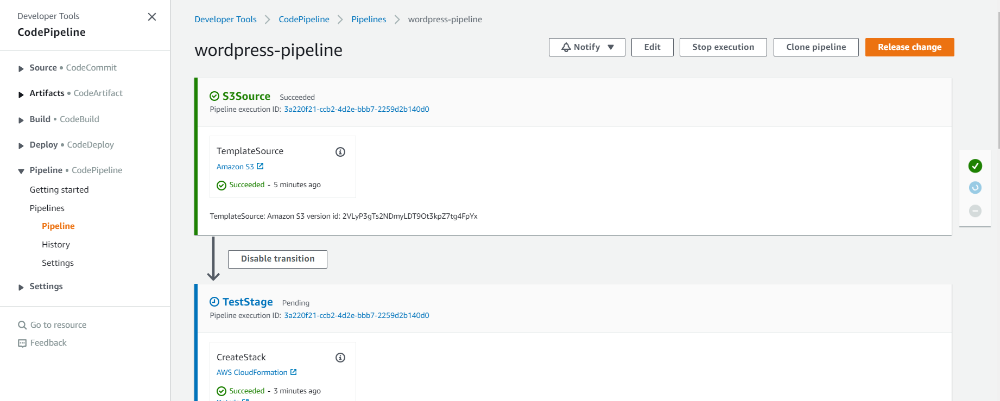 Developer Tools
CodePipeline
Source • CodeCommit
Artifacts • CodeArtifact
Build • CodeBuild
Deploy • CodeDeploy
Pipeline • CodePipeline
Getting started
Pipelines
Pipeline
History
Settings
Settings
Go to resource
Feedback
Developer Tools > CodePipeline > Pipelines > wordpress-pipeline
wordpress-pipeline
Notify Edit Stop execution Clone pipeline Release change
S3Source Succeeded
Pipeline execution ID: 3a220f21-ccb2-4d2e-bbb7-2259d2b140d0
TemplateSource
Amazon S3
Succeeded - 5 minutes ago
TemplateSource: Amazon S3 version id: 2VLyP3gTs2NDmyLDT9Ot3kpZ7tg4FpYx
Disable transition
TestStage Pending
Pipeline execution ID: 3a220f21-ccb2-4d2e-bbb7-2259d2b140d0
CreateStack
AWS CloudFormation
Succeeded - 3 minutes ago